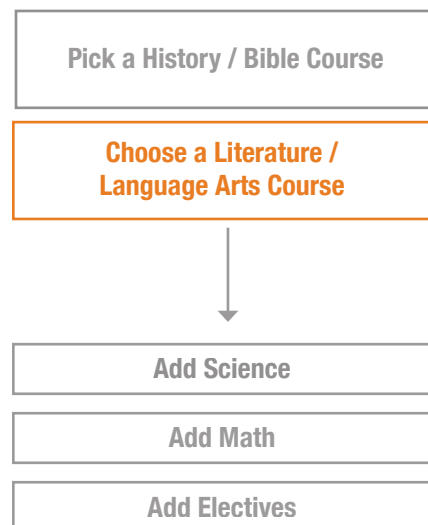 Pick a History / Bible Course
Choose a Literature /
Language Arts Course
Add Science
Add Math
Add Electives